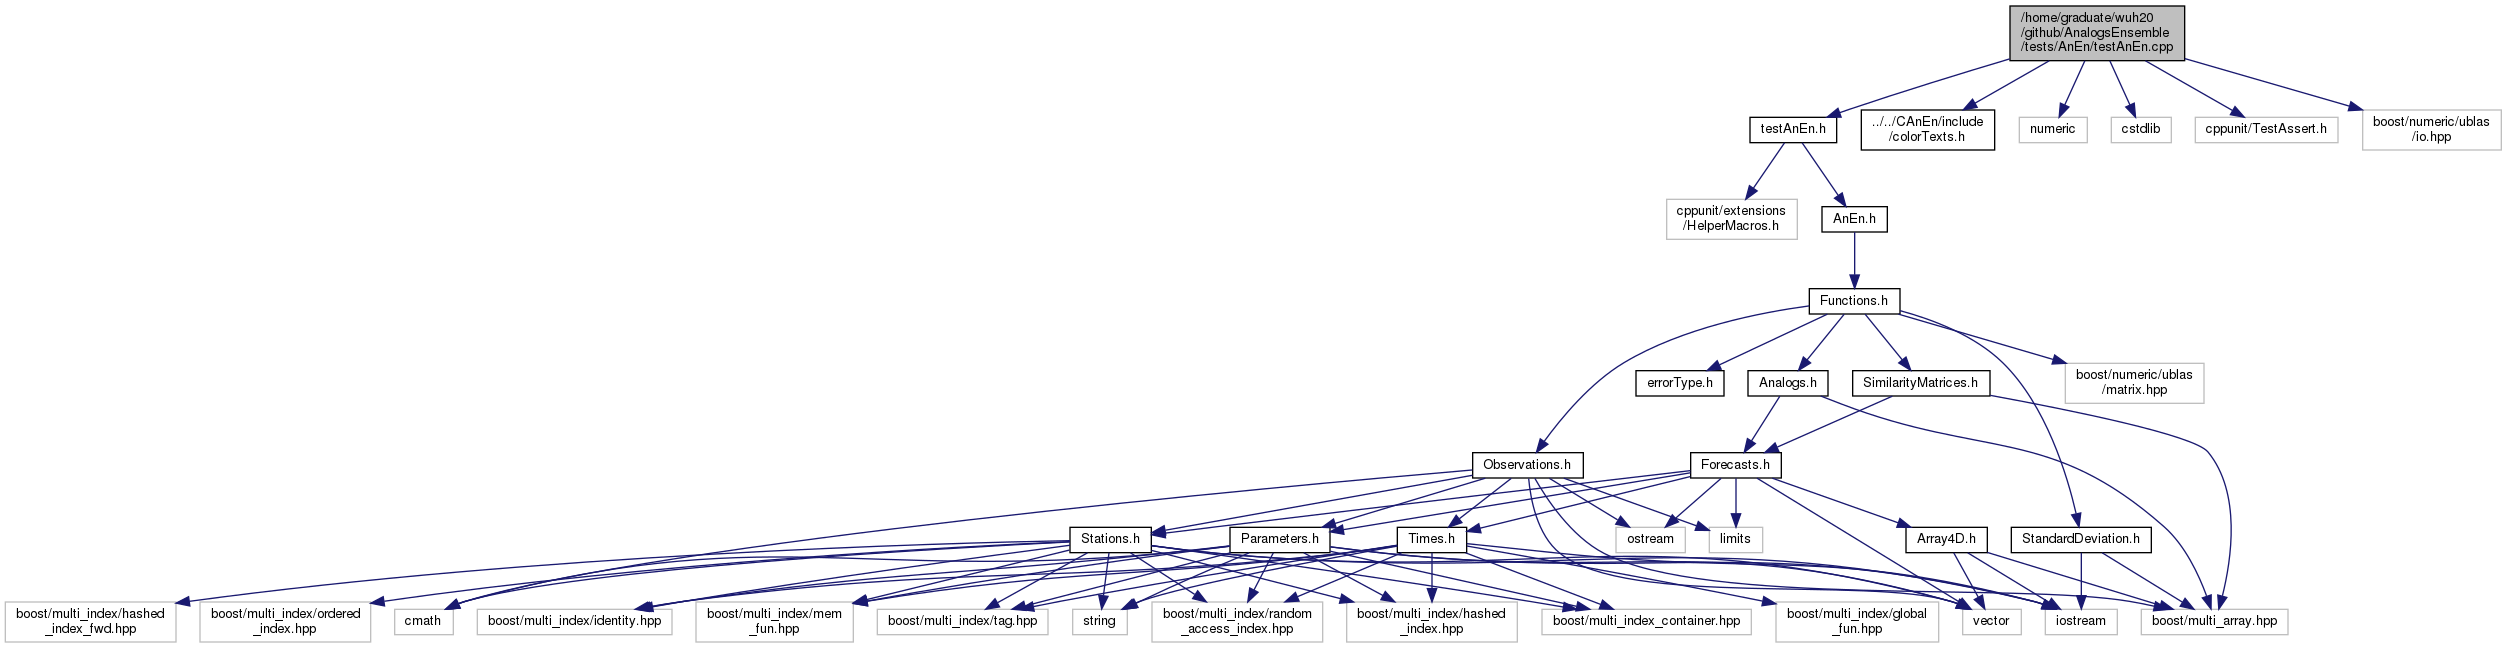 /home/graduate/wuh20
/github/AnalogsEnsemble
/tests/AnEn/testAnEn.cpp
testAnEn.h
../../CAnEn/include
/colorTexts.h
numeric
cstdlib
cppunit/TestAssert.h
boost/numeric/ublas
/io.hpp
cppunit/extensions
/HelperMacros.h
AnEn.h
Functions.h
errorType.h
Analogs.h
SimilarityMatrices.h
boost/numeric/ublas
/matrix.hpp
Observations.h
Forecasts.h
Stations.h
Parameters.h
Times.h
ostream
limits
Array4D.h
StandardDeviation.h
boost/multi_index/hashed
_index_fwd.hpp
boost/multi_index/ordered
_index.hpp
cmath
boost/multi_index/identity.hpp
boost/multi_index/mem
_fun.hpp
boost/multi_index/tag.hpp
string
boost/multi_index/random
_access_index.hpp
boost/multi_index/hashed
_index.hpp
boost/multi_index_container.hpp
boost/multi_index/global
_fun.hpp
vector
iostream
boost/multi_array.hpp